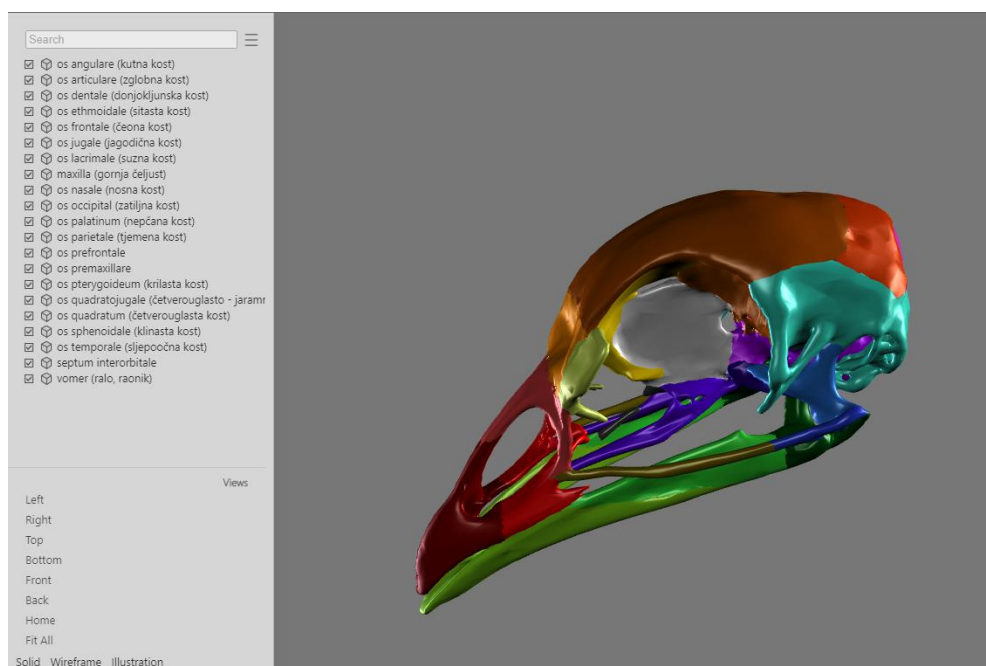 Search
os angulare (kutna kost)
os articulare (zglobna kost)
os dentale (donjokljunska kost)
os ethmoidale (sitasta kost)
os frontale (čeona kost)
os jugale (jagodična kost)
os lacrimale (suzna kost)
maxilla (gornja čeljust)
os nasale (nosna kost)
os occipital (zatiljna kost)
os palatinum (nepčana kost)
os parietale (tjemena kost)
os prefrontale
os premaxillare
os pterygoideum (krilasta kost)
os quadratojugale (četverouglasto - jaramn
os quadratum (četverouglasta kost)
os sphenoidale (klinasta kost)
os temporale (sljepoočna kost)
septum interorbitale
vomer (ralo, raonik)
Views
Left
Right
Top
Bottom
Front
Back
Home
Fit All
Solid Wireframe Illustration